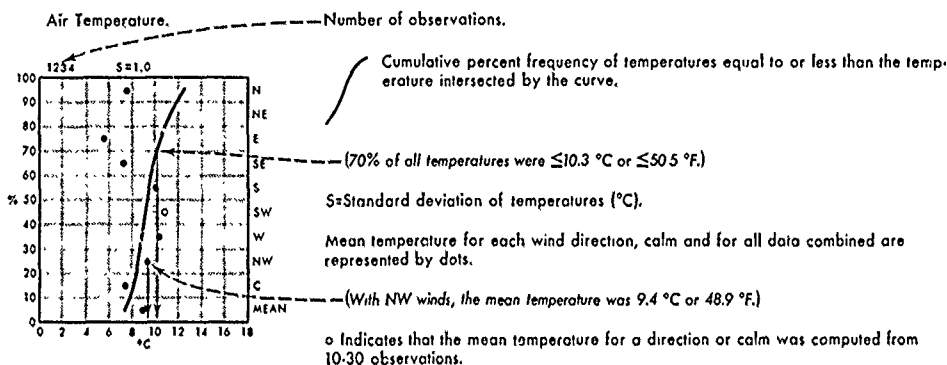 Air Temperature.
Number of observations.
1234 S=1.0
Cumulative percent frequency of temperatures equal to or less than the temp-
erature intersected by the curve.
100
90
80
70
60
50
40
30
20
10
0
%
N
NE
E
SE
S
SW
W
NW
C
MEAN
0 2 4 6 8 10 12 14 16 18
°C
(70% of all temperatures were ≤10.3 °C or ≤50.5 °F.)
S=Standard deviation of temperatures (°C).
Mean temperature for each wind direction, calm and for all data combined are
represented by dots.
(With NW winds, the mean temperature was 9.4 °C or 48.9 °F.)
o Indicates that the mean temperature for a direction or calm was computed from
10-30 observations.